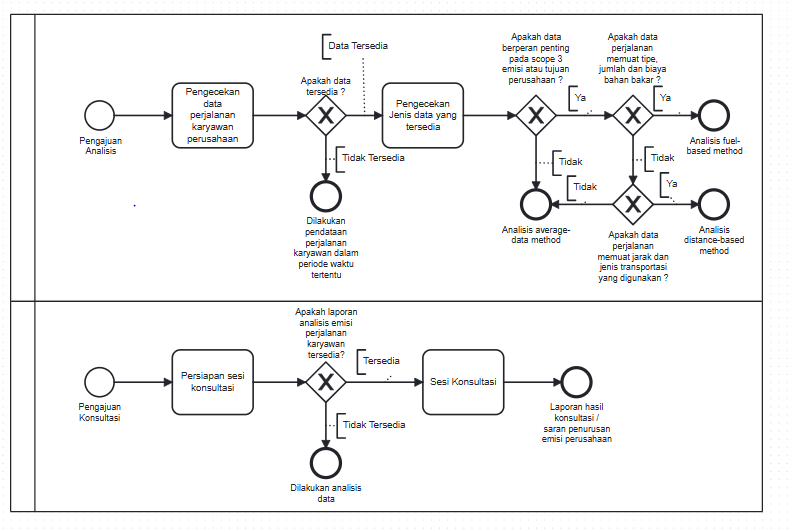 Data Tersedia
Apakah data
tersedia ?
Pengajuan
Analisis
Pengecekan
data
perjalanan
karyawan
perusahaan
Pengecekan
Jenis data yang
tersedia
Tidak Tersedia
Dilakukan
pendataan
perjalanan
karyawan dalam
periode waktu
tertentu
Apakah data
berperan penting
pada scope 3
emisi atau tujuan
perusahaan ?
Ya
Tidak
Apakah data
perjalanan
memuat tipe,
jumlah dan biaya
bahan bakar ?
Ya
Analisis fuel-
based method
Tidak
Tidak
Ya
Analisis average-
data method
Apakah data
perjalanan
memuat jarak dan
jenis transportasi
yang digunakan ?
Analisis
distance-based
method
Pengajuan
Konsultasi
Persiapan sesi
konsultasi
Apakah laporan
analisis emisi
perjalanan
karyawan
tersedia?
Tersedia
Tidak Tersedia
Dilakukan analisis
data
Sesi Konsultasi
Laporan hasil
konsultasi /
saran penurusan
emisi perusahaan